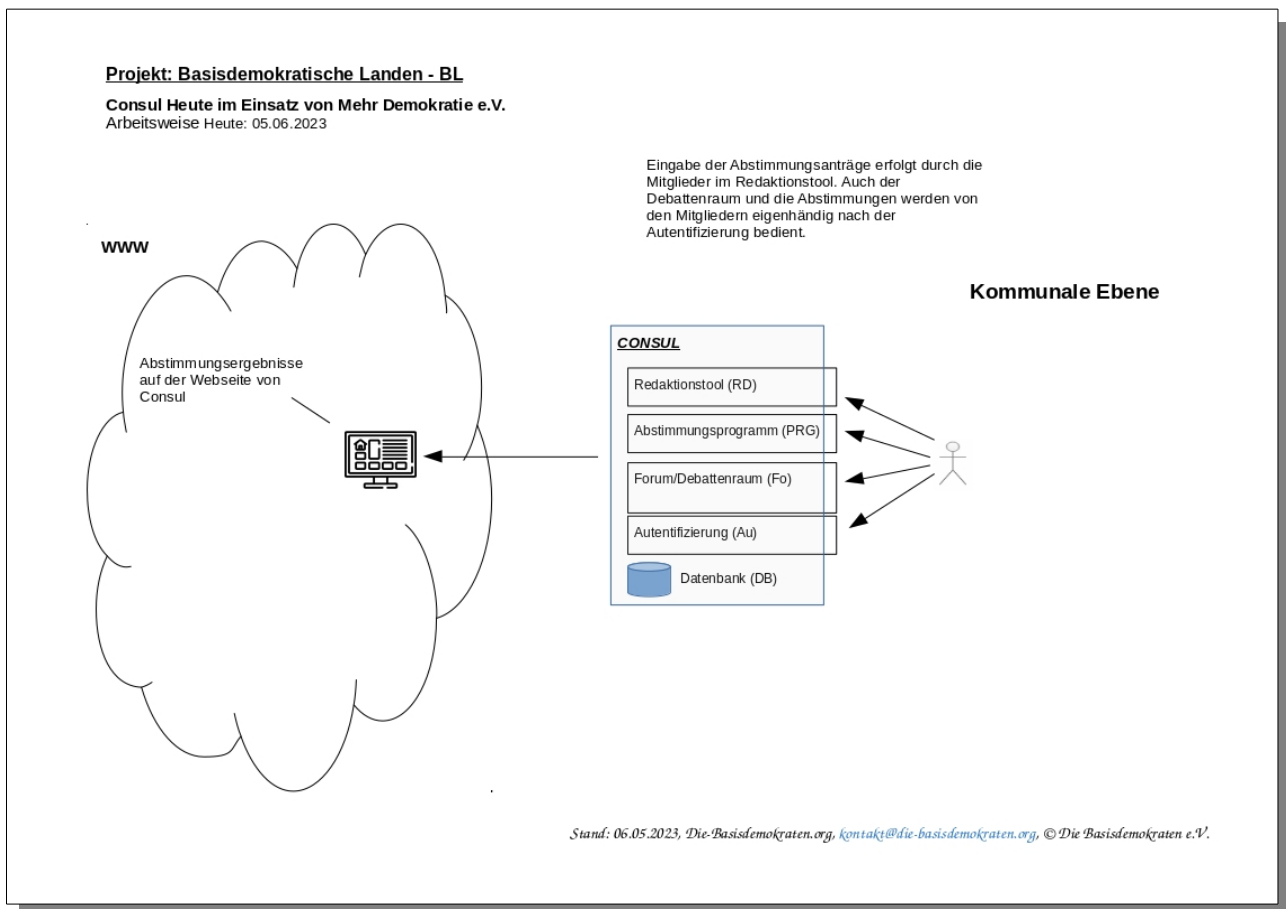 Projekt: Basisdemokratische Landen - BL
Consul Heute im Einsatz von Mehr Demokratie e.V.
Arbeitsweise Heute: 05.06.2023
Eingabe der Abstimmungsanträge erfolgt durch die
Mitglieder im Redaktionstool. Auch der
Debattenraum und die Abstimmungen werden von
den Mitgliedern eigenhändig nach der
Autentifizierung bedient.
www
Kommunale Ebene
Abstimmungsergebnisse
auf der Webseite von
Consul
CONSUL
Redaktionstool (RD)
Abstimmungsprogramm (PRG)
Forum/Debattenraum (Fo)
Autentifizierung (Au)
Datenbank (DB)
Stand: 06.05.2023, Die-Basisdemokraten.org, kontakt@die-basisdemokraten.org, © Die Basisdemokraten e.V.